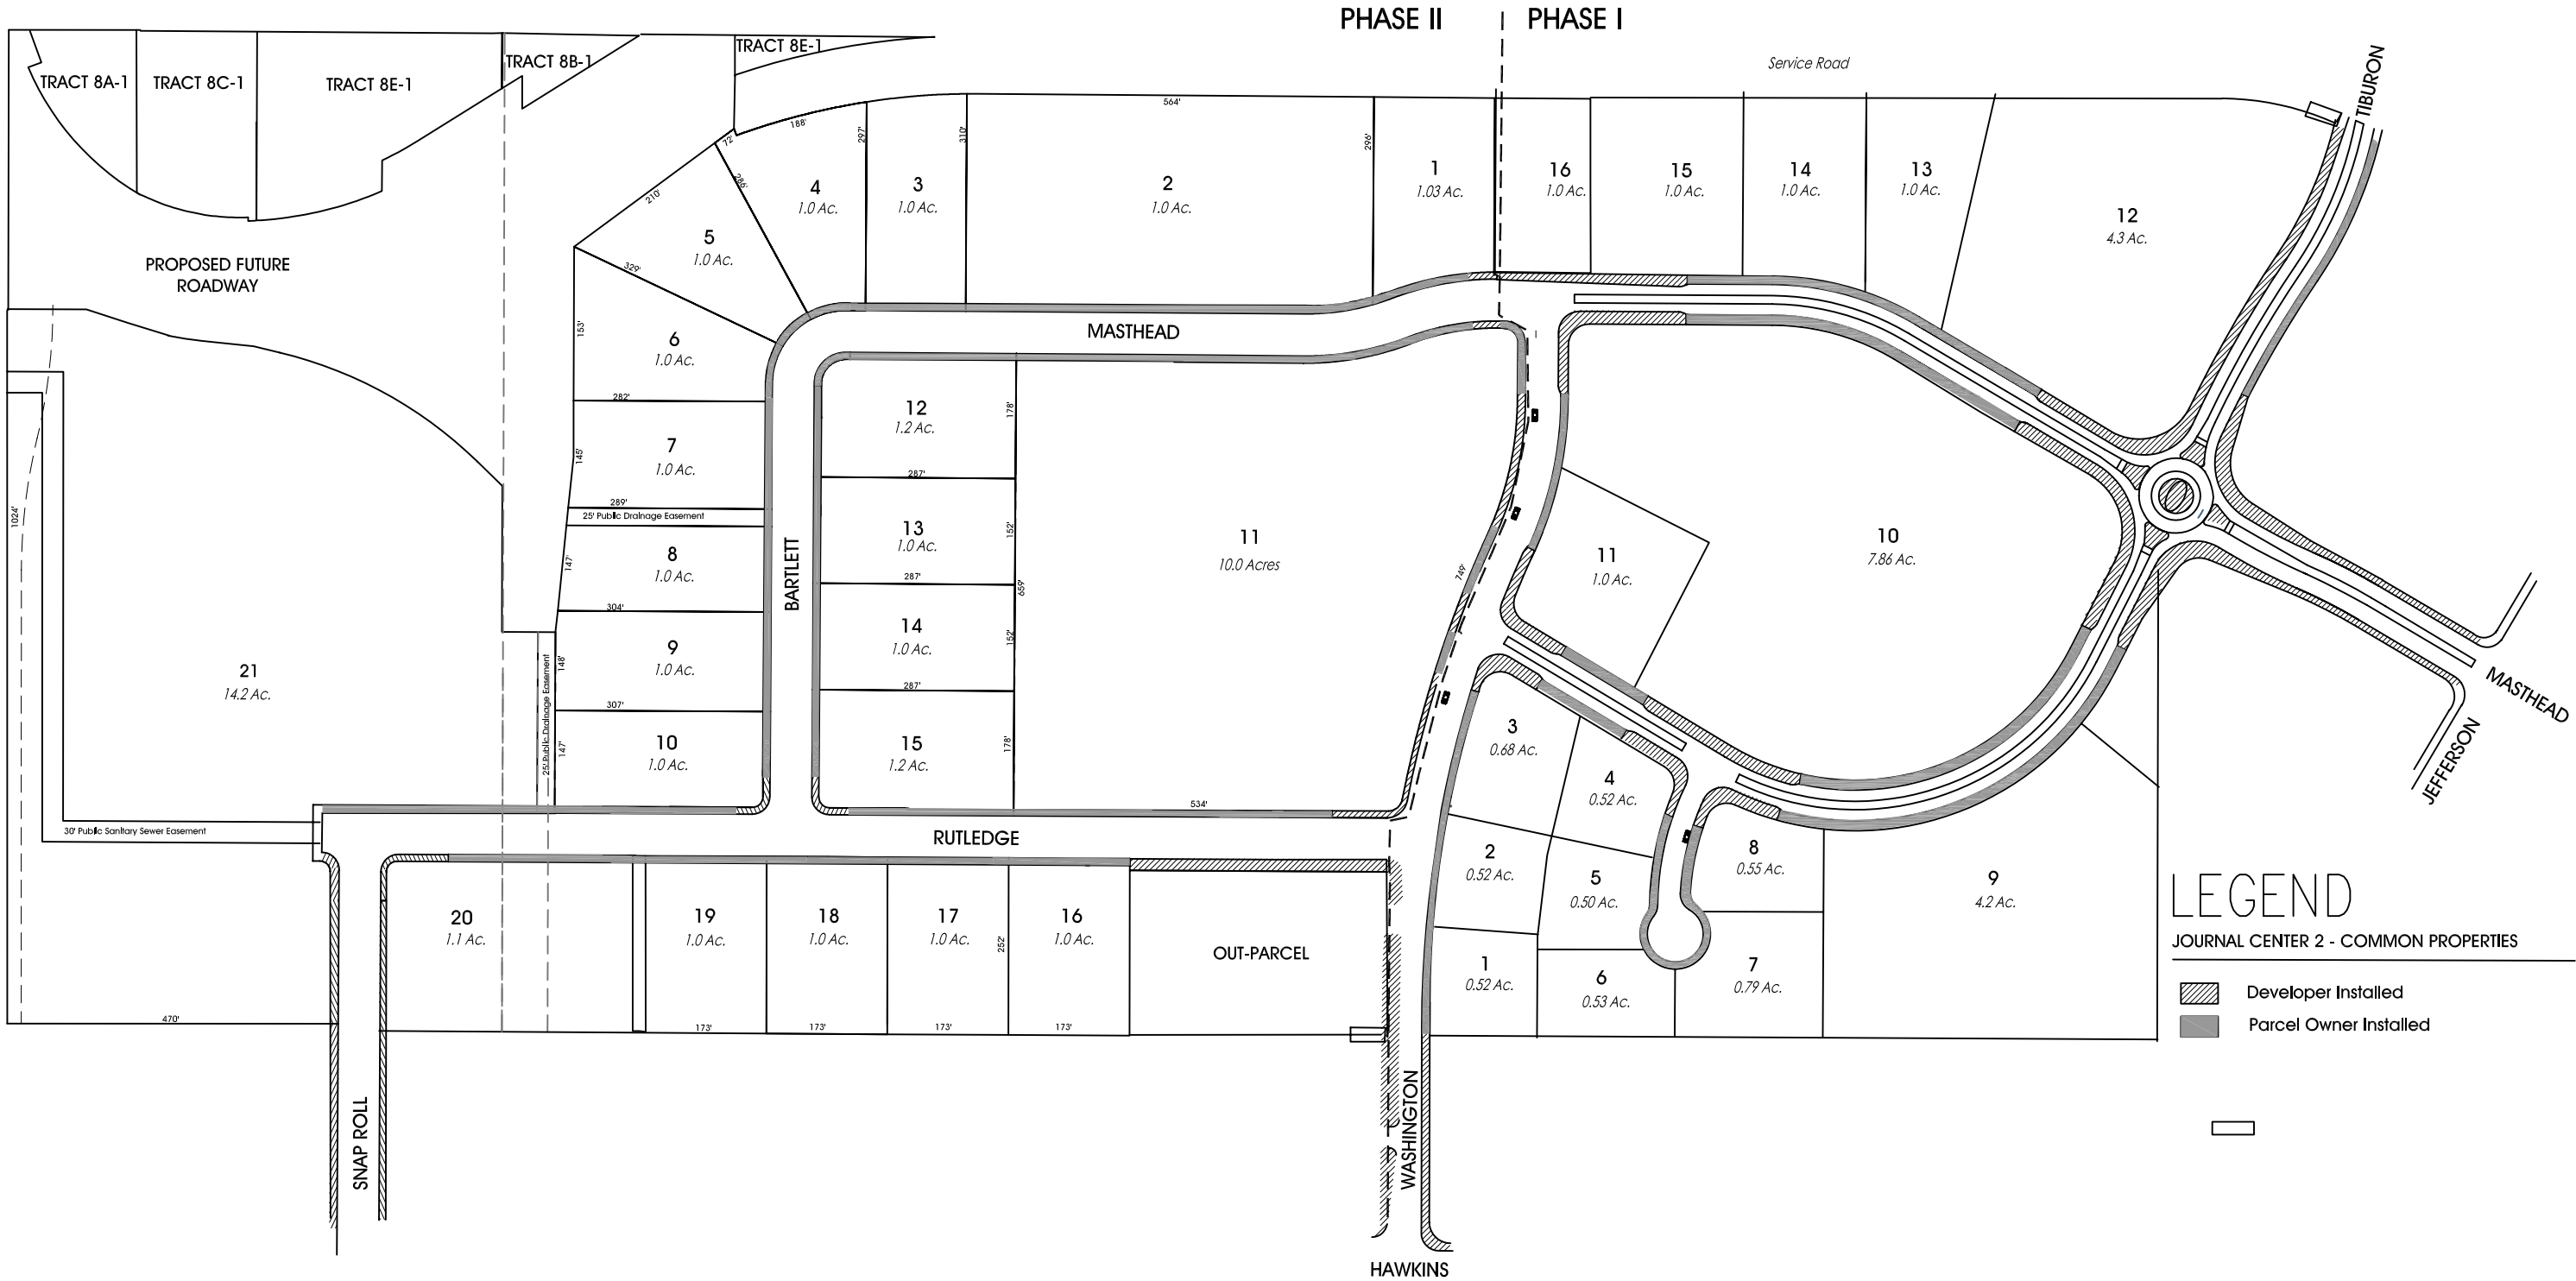 PHASE II
PHASE I
Service Road
TIBURON
TRACT 8A-1
TRACT 8C-1
TRACT 8E-1
TRACT 8B-1
TRACT 8E-1
PROPOSED FUTURE
ROADWAY
72'
188'
297'
310'
564'
296'
210'
286'
329'
4
1.0 Ac.
3
1.0 Ac.
2
1.0 Ac.
1
1.03 Ac.
16
1.0 Ac.
15
1.0 Ac.
14
1.0 Ac.
13
1.0 Ac.
12
4.3 Ac.
5
1.0 Ac.
MASTHEAD
153'
6
1.0 Ac.
282'
145'
7
1.0 Ac.
289'
25' Public Drainage Easement
147'
8
1.0 Ac.
304'
148'
9
1.0 Ac.
307'
147'
10
1.0 Ac.
25' Public Drainage Easement
BARTLETT
12
1.2 Ac.
178'
287'
13
1.0 Ac.
152'
287'
14
1.0 Ac.
152'
287'
15
1.2 Ac.
178'
659'
11
10.0 Acres
749'
534'
11
1.0 Ac.
10
7.86 Ac.
1024'
21
14.2 Ac.
30' Public Sanitary Sewer Easement
RUTLEDGE
MASTHEAD
JEFFERSON
3
0.68 Ac.
4
0.52 Ac.
2
0.52 Ac.
5
0.50 Ac.
8
0.55 Ac.
9
4.2 Ac.
1
0.52 Ac.
6
0.53 Ac.
7
0.79 Ac.
20
1.1 Ac.
19
1.0 Ac.
18
1.0 Ac.
17
1.0 Ac.
252'
16
1.0 Ac.
OUT-PARCEL
470'
173'
173'
173'
173'
SNAP ROLL
WASHINGTON
HAWKINS
LEGEND
JOURNAL CENTER 2 - COMMON PROPERTIES
Developer Installed
Parcel Owner Installed